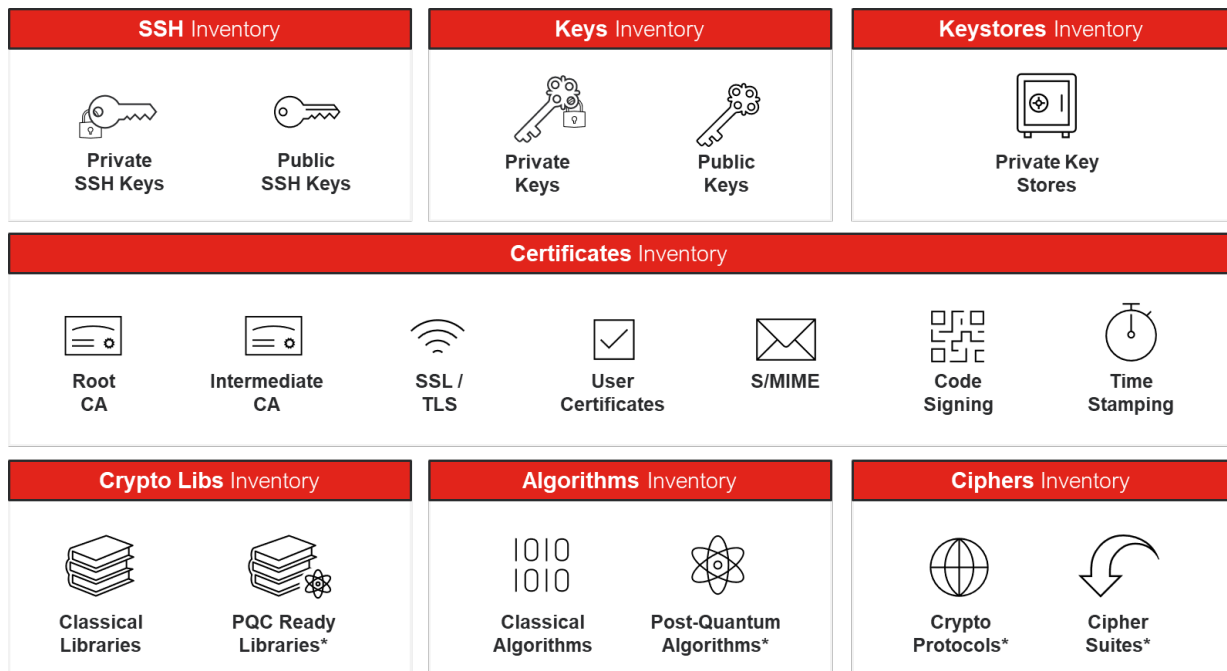 SSH Inventory
Keys Inventory
Keystores Inventory
Private
SSH Keys
Public
SSH Keys
Private
Keys
Public
Keys
Private Key
Stores
Certificates Inventory
Root
CA
Intermediate
CA
SSL /
TLS
User
Certificates
S/MIME
Code
Signing
Time
Stamping
Crypto Libs Inventory
Algorithms Inventory
Ciphers Inventory
IOIO
IOIO
Classical
Libraries
PQC Ready
Libraries*
Classical
Algorithms
Post-Quantum
Algorithms*
Crypto
Protocols*
Cipher
Suites*